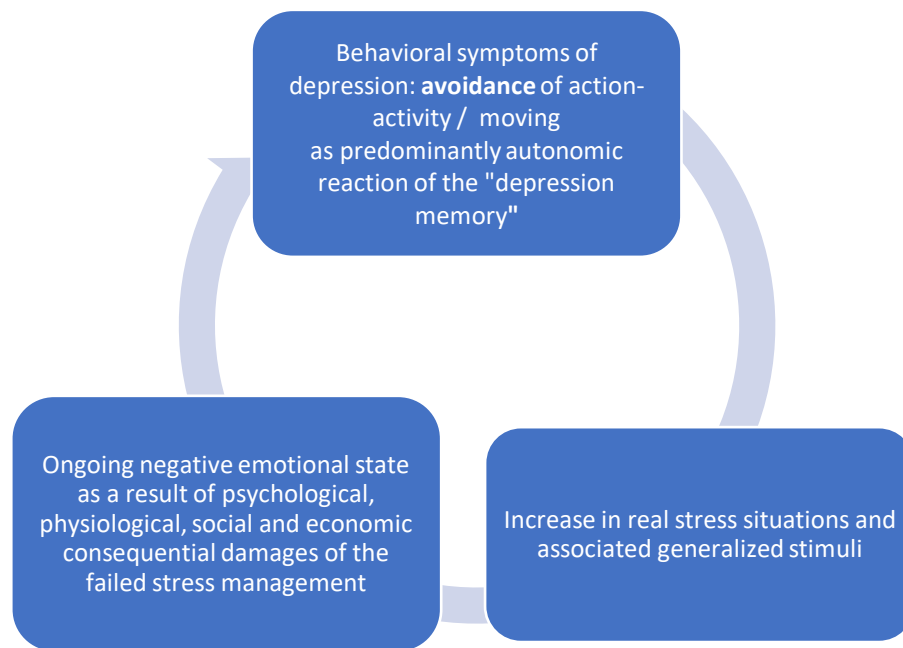 Behavioral symptoms of
depression: avoidance of action-
activity / moving
as predominantly autonomic
reaction of the "depression
memory"
Ongoing negative emotional state
as a result of psychological,
physiological, social and economic
consequential damages of the
failed stress management
Increase in real stress situations and
associated generalized stimuli